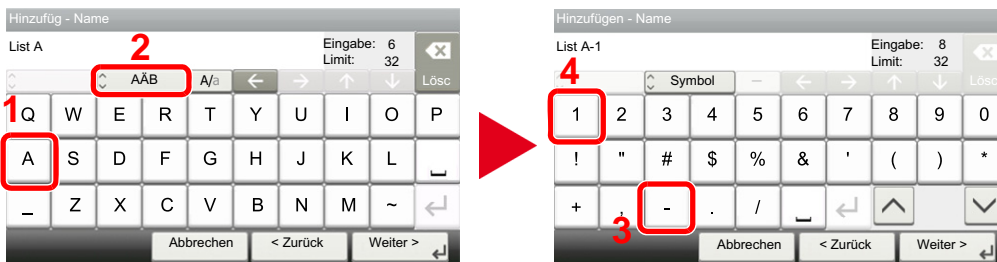 Hinzufüg - Name
List A
2
Eingabe: 6
Limit: 32
AÄB
A/a
Lösc
1
Q W E R T Y U I O P
A S D F G H J K L
_ Z X C V B N M ~
Abbrechen < Zurück Weiter >
Hinzufügen - Name
List A-1
4
Eingabe: 8
Limit: 32
Symbol
Lösc
1 2 3 4 5 6 7 8 9 0
! " # $ % & ' ( ) *
+ , - . /
3
Abbrechen < Zurück Weiter >